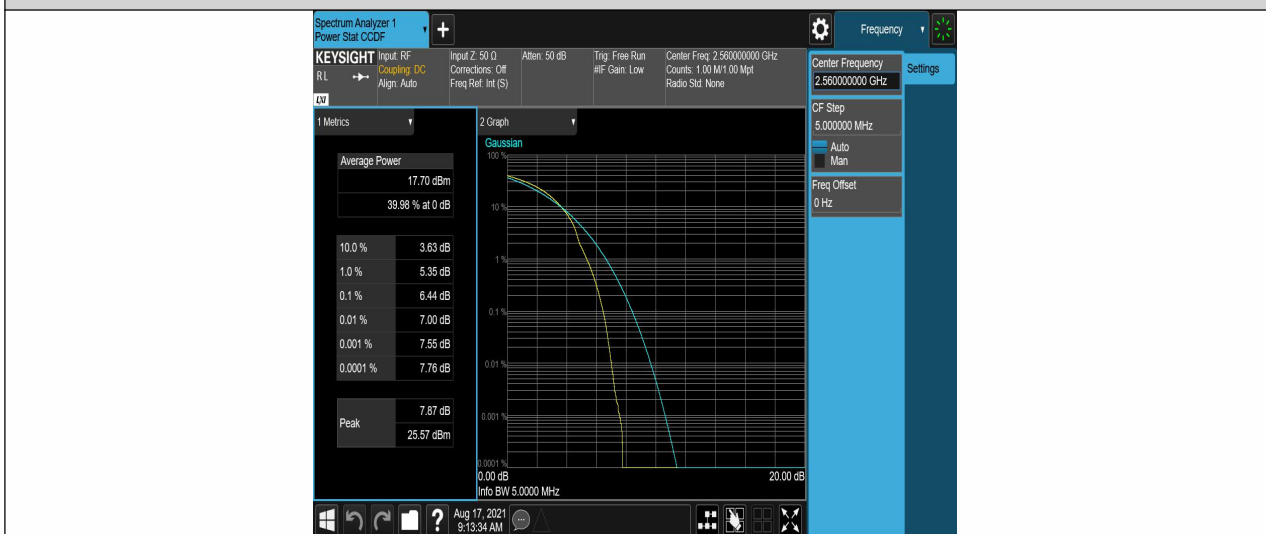 Spectrum Analyzer 1
Power Stat CCDF
Frequency
KEYSIGHT
R L
LXI
Input: RF
Coupling: DC
Align: Auto
Input Z: 50 Ω
Corrections: Off
Freq Ref: Int (S)
Atten: 50 dB
Trig: Free Run
#IF Gain: Low
Center Freq: 2.560000000 GHz
Counts: 1.00 M/1.00 Mpt
Radio Std: None
Center Frequency
2.560000000 GHz
Settings
CF Step
5.000000 MHz
Auto
Man
Freq Offset
0 Hz
1 Metrics
Average Power
17.70 dBm
39.98 % at 0 dB
10.0 % 3.63 dB
1.0 % 5.35 dB
0.1 % 6.44 dB
0.01 % 7.00 dB
0.001 % 7.55 dB
0.0001 % 7.76 dB
Peak
7.87 dB
25.57 dBm
2 Graph
Gaussian
100 %
10 %
1 %
0.1 %
0.01 %
0.001 %
0.0001 %
0.00 dB 20.00 dB
Info BW 5.0000 MHz
Aug 17, 2021
9:13:34 AM